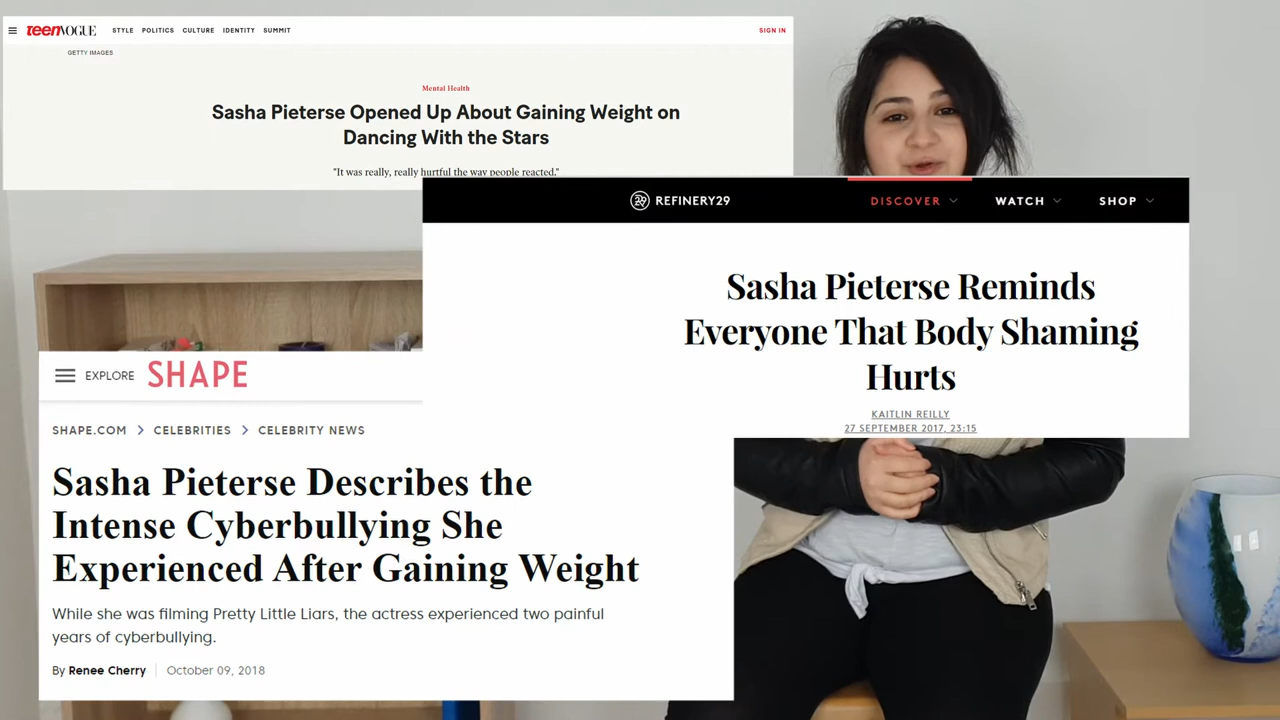 teenVOGUE STYLE POLITICS CULTURE IDENTITY SUMMIT SIGN IN
GETTY IMAGES
Mental Health
Sasha Pieterse Opened Up About Gaining Weight on
Dancing With the Stars
"It was really, really hurtful the way people reacted."
29 REFINERY29 DISCOVER WATCH SHOP
Sasha Pieterse Reminds
Everyone That Body Shaming
Hurts
KAITLIN REILLY
27 SEPTEMBER 2017, 23:15
EXPLORE SHAPE
SHAPE.COM > CELEBRITIES > CELEBRITY NEWS
Sasha Pieterse Describes the
Intense Cyberbullying She
Experienced After Gaining Weight
While she was filming Pretty Little Liars, the actress experienced two painful
years of cyberbullying.
By Renee Cherry | October 09, 2018